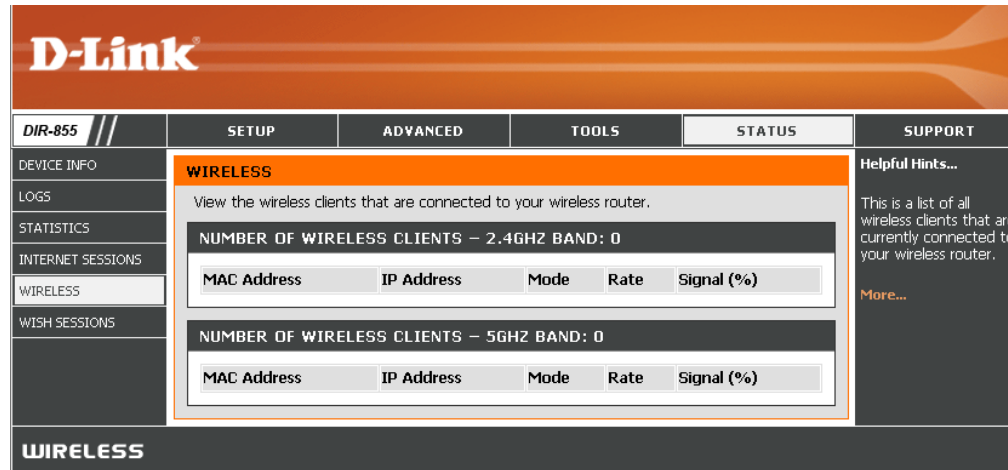 D-Link®
DIR-855
SETUP
ADVANCED
TOOLS
STATUS
SUPPORT
DEVICE INFO
LOGS
STATISTICS
INTERNET SESSIONS
WIRELESS
WISH SESSIONS
WIRELESS
View the wireless clients that are connected to your wireless router.
NUMBER OF WIRELESS CLIENTS – 2.4GHZ BAND: 0
MAC Address IP Address Mode Rate Signal (%)
NUMBER OF WIRELESS CLIENTS – 5GHZ BAND: 0
MAC Address IP Address Mode Rate Signal (%)
Helpful Hints...
This is a list of all
wireless clients that ar
currently connected t
your wireless router.
More...
WIRELESS